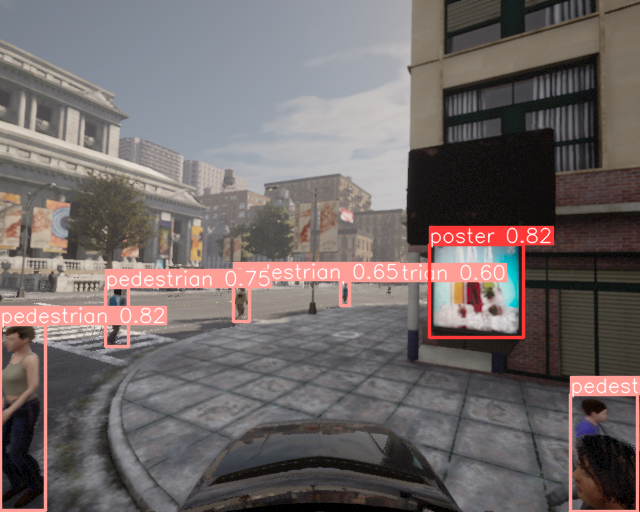 poster 0.82
pedestrian 0.75
estrian 0.65
trian 0.60
pedestrian 0.82
pedest